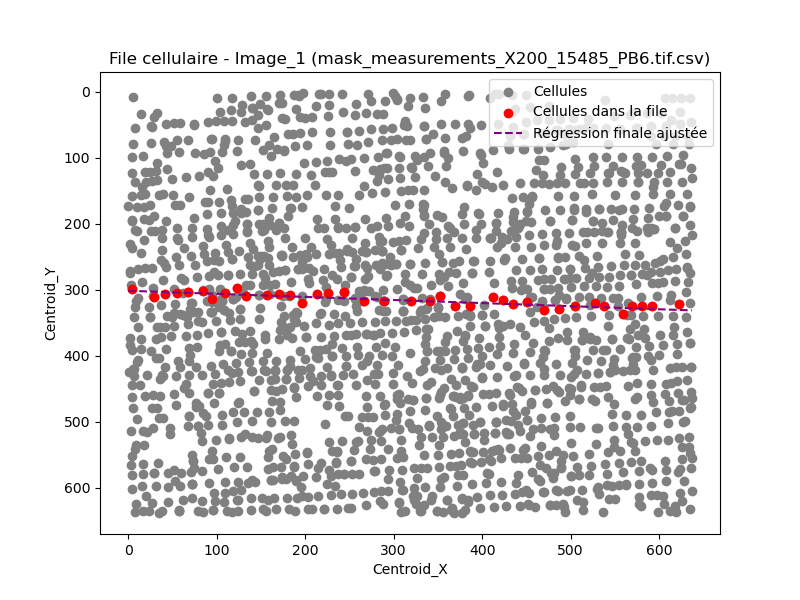 File cellulaire - Image_1 (mask_measurements_X200_15485_PB6.tif.csv)
Cellules
Cellules dans la file
Régression finale ajustée
0
100
200
300
400
500
600
Centroid_Y
0 100 200 300 400 500 600
Centroid_X